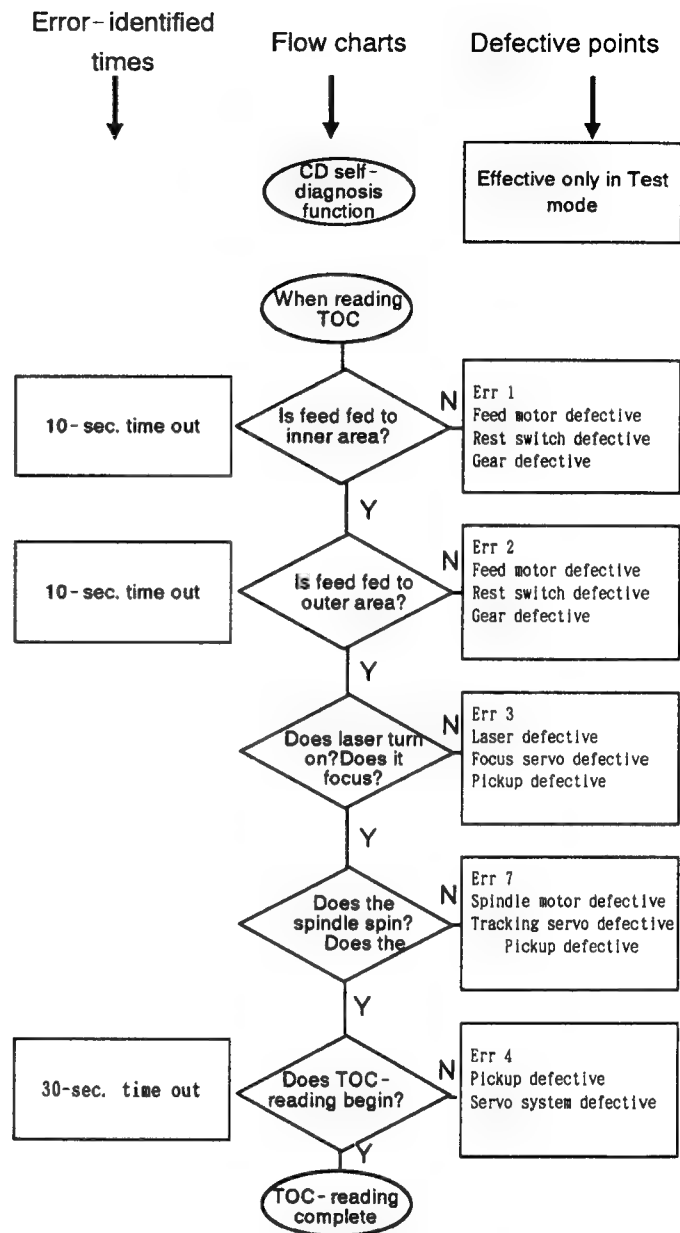 Error-identified
times
Flow charts
Defective points
CD self-
diagnosis
function
Effective only in Test
mode
When reading
TOC
10- sec. time out
Is feed fed to
inner area?
N
Err 1
Feed motor defective
Rest switch defective
Gear defective
Y
10- sec. time out
Is feed fed to
outer area?
N
Err 2
Feed motor defective
Rest switch defective
Gear defective
Y
Does laser turn
on?Does it
focus?
N
Err 3
Laser defective
Focus servo defective
Pickup defective
Y
Does the
spindle spin?
Does the
N
Err 7
Spindle motor defective
Tracking servo defective
Pickup defective
Y
30-sec. time out
Does TOC-
reading begin?
N
Err 4
Pickup defective
Servo system defective
Y
TOC- reading
complete